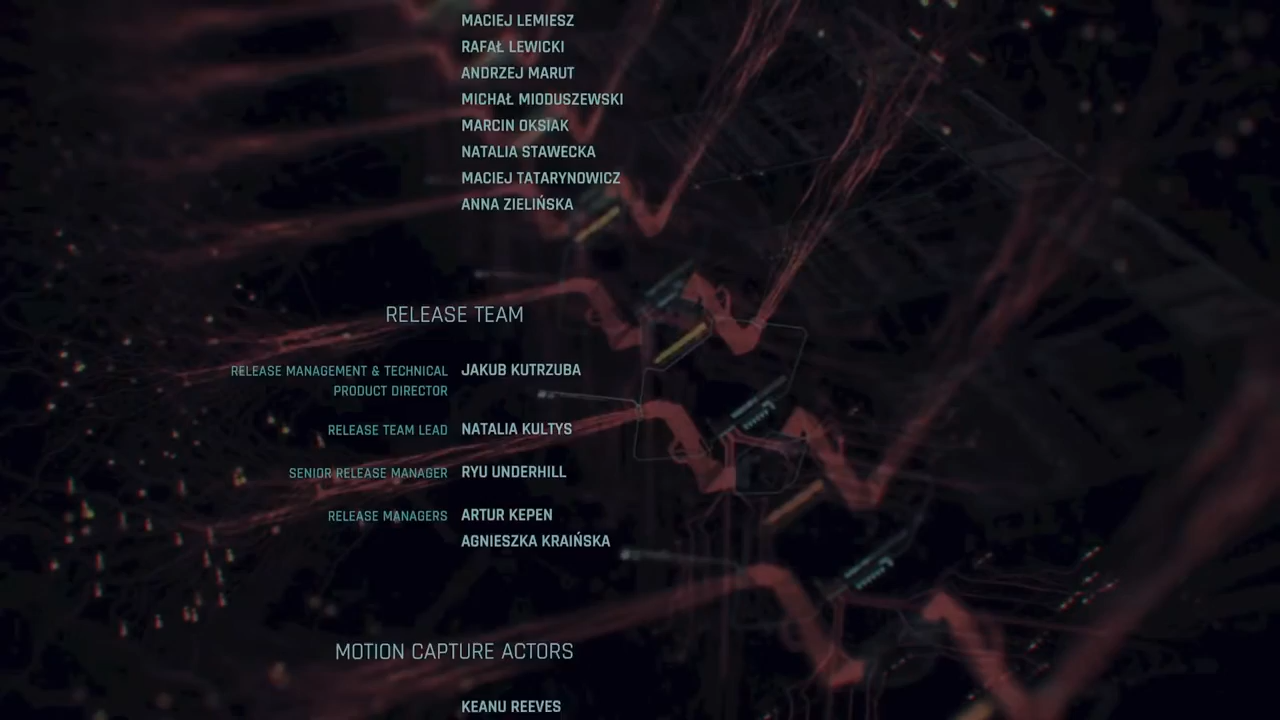 MACIEJ LEMIESZ
RAFAŁ LEWICKI
ANDRZEJ MARUT
MICHAŁ MIODUSZEWSKI
MARCIN OKSIAK
NATALIA STAWECKA
MACIEJ TATARYNOWICZ
ANNA ZIELIŃSKA
RELEASE TEAM
RELEASE MANAGEMENT & TECHNICAL JAKUB KUTRZUBA
PRODUCT DIRECTOR
RELEASE TEAM LEAD NATALIA KULTYS
SENIOR RELEASE MANAGER RYU UNDERHILL
RELEASE MANAGERS ARTUR KEPEN
AGNIESZKA KRAIŃSKA
MOTION CAPTURE ACTORS
KEANU REEVES